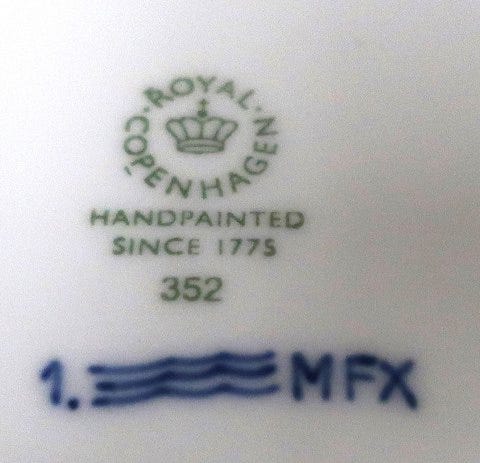 ROYAL COPENHAGEN
HANDPAINTED
SINCE 1775
352
1. MFX